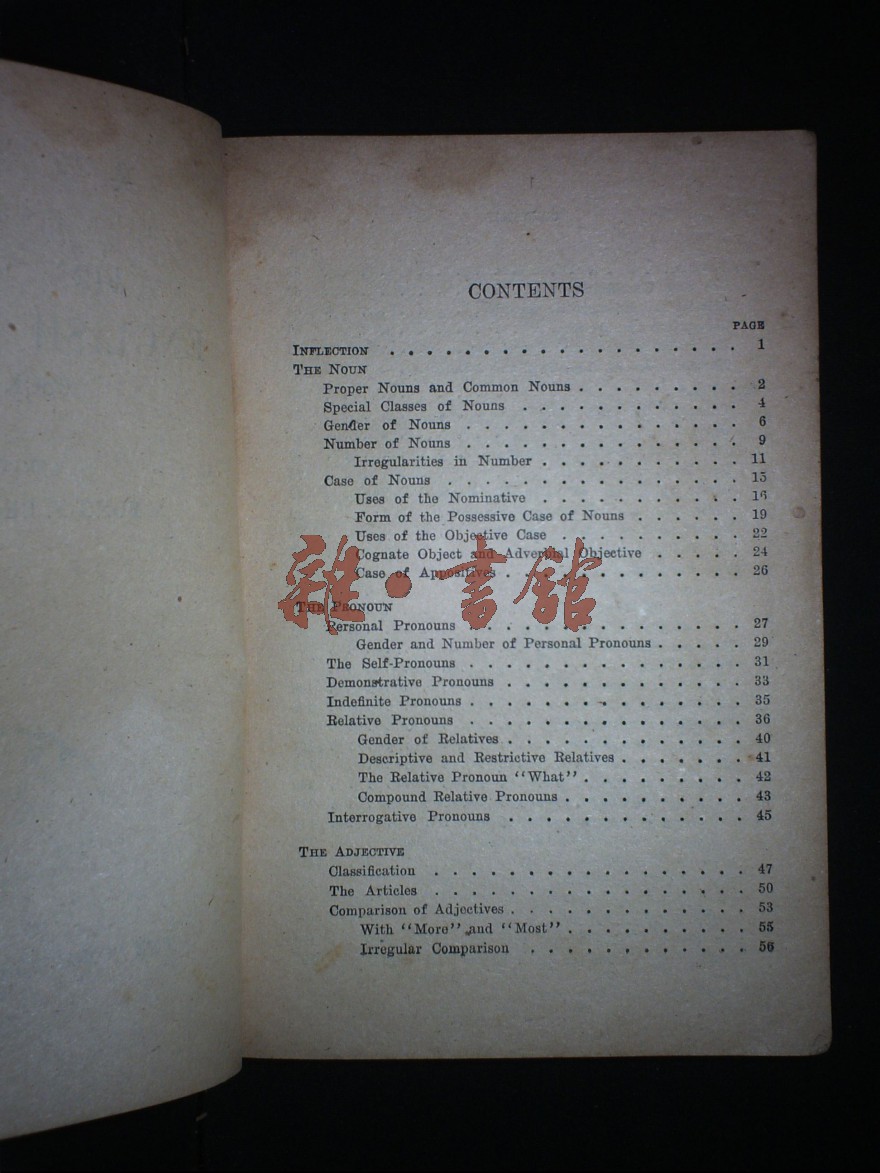 CONTENTS
PAGE
INFLECTION . . . . . . . . . . . . . . . . . . . 1
THE NOUN
Proper Nouns and Common Nouns . . . . . . . . . 2
Special Classes of Nouns . . . . . . . . . . . . 4
Gender of Nouns . . . . . . . . . . . . . . . 6
Number of Nouns . . . . . . . . . . . . . . . 9
Irregularities in Number . . . . . . . . . . . 11
Case of Nouns . . . . . . . . . . . . . . . . 15
Uses of the Nominative . . . . . . . . . . . 16
Form of the Possessive Case of Nouns . . . . . . 19
Uses of the Objective Case . . . . . . . . . . 22
Cognate Object and Adverbial Objective . . . . . 24
Case of Appositives . . . . . . . . . . . . . 26
雜·書館
THE PRONOUN
Personal Pronouns . . . . . . . . . . . . . . . 27
Gender and Number of Personal Pronouns . . . . . 29
The Self-Pronouns . . . . . . . . . . . . . . . 31
Demonstrative Pronouns . . . . . . . . . . . . . 33
Indefinite Pronouns . . . . . . . . . . . . . . . 35
Relative Pronouns . . . . . . . . . . . . . . . 36
Gender of Relatives . . . . . . . . . . . . . 40
Descriptive and Restrictive Relatives . . . . . . . 41
The Relative Pronoun "What" . . . . . . . . . 42
Compound Relative Pronouns . . . . . . . . . . 43
Interrogative Pronouns . . . . . . . . . . . . . 45
THE ADJECTIVE
Classification . . . . . . . . . . . . . . . . . 47
The Articles . . . . . . . . . . . . . . . . . 50
Comparison of Adjectives . . . . . . . . . . . . . 53
With "More" and "Most" . . . . . . . . . . 55
Irregular Comparison . . . . . . . . . . . . 56